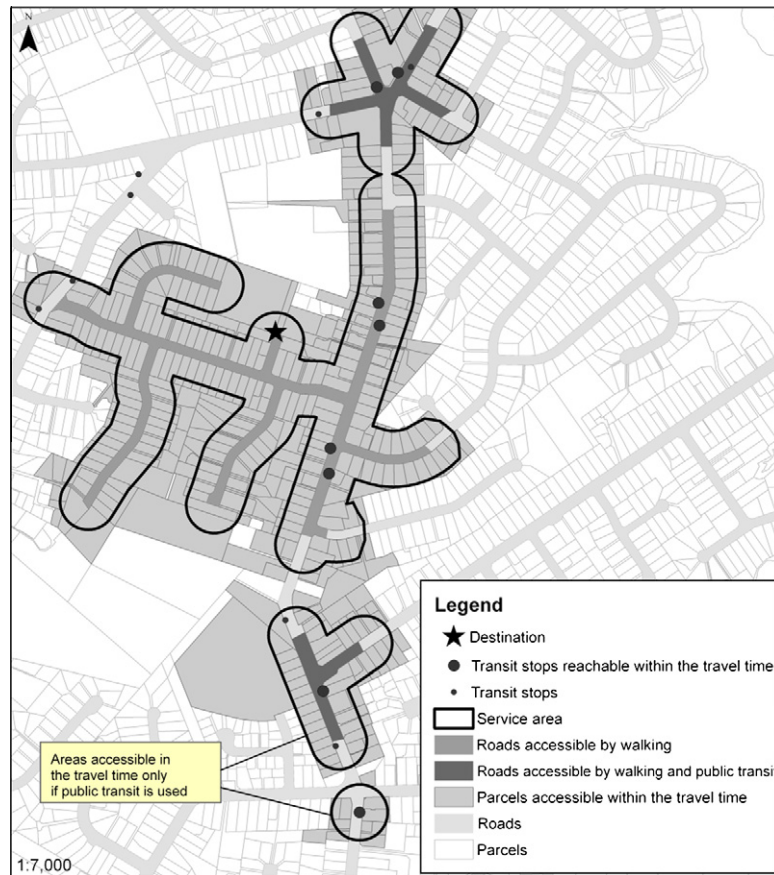 N
Legend
Destination
Transit stops reachable within the travel time
Transit stops
Service area
Roads accessible by walking
Roads accessible by walking and public transit
Parcels accessible within the travel time
Roads
Parcels
Areas accessible in
the travel time only
if public transit is used
1:7,000